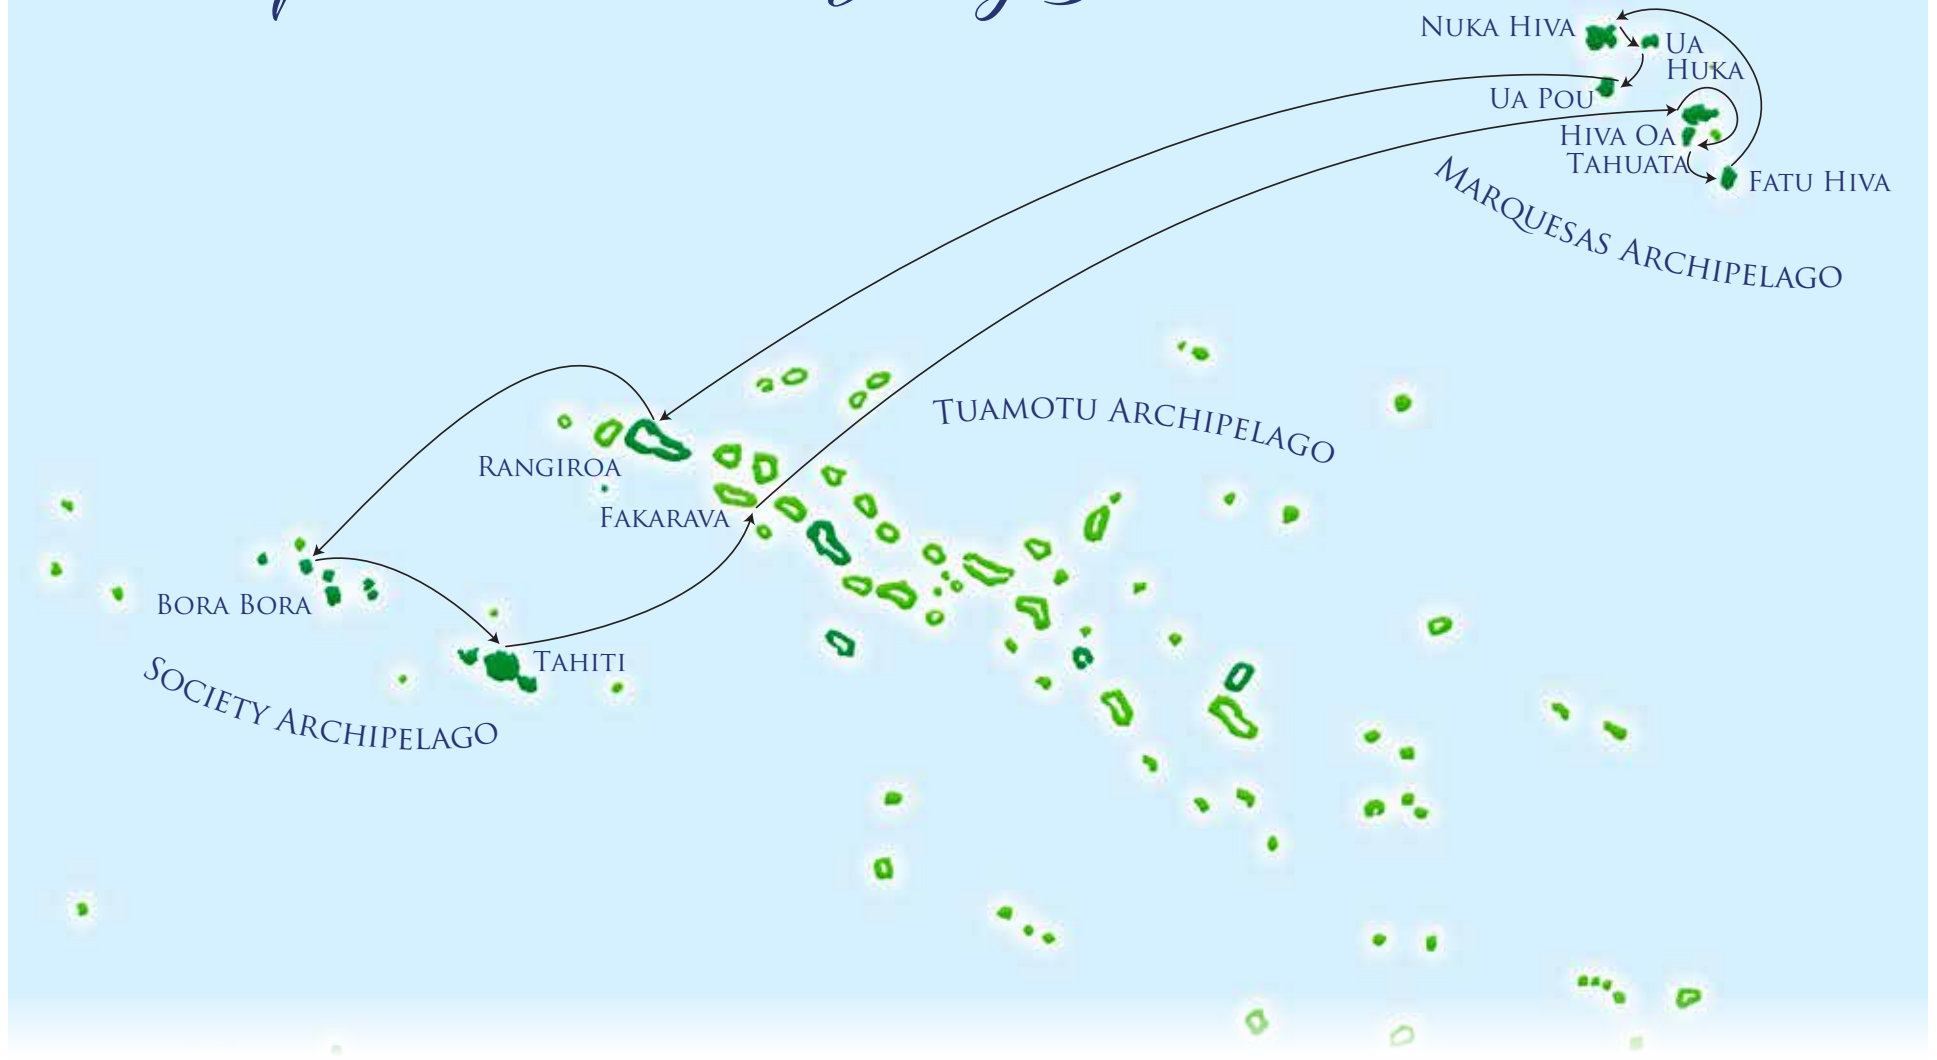 Nuka Hiva
Ua
Huka
Ua Pou
Hiva Oa
Tahuata
Fatu Hiva
Marquesas Archipelago
Tuamotu Archipelago
Rangiroa
Fakarava
Bora Bora
Tahiti
Society Archipelago